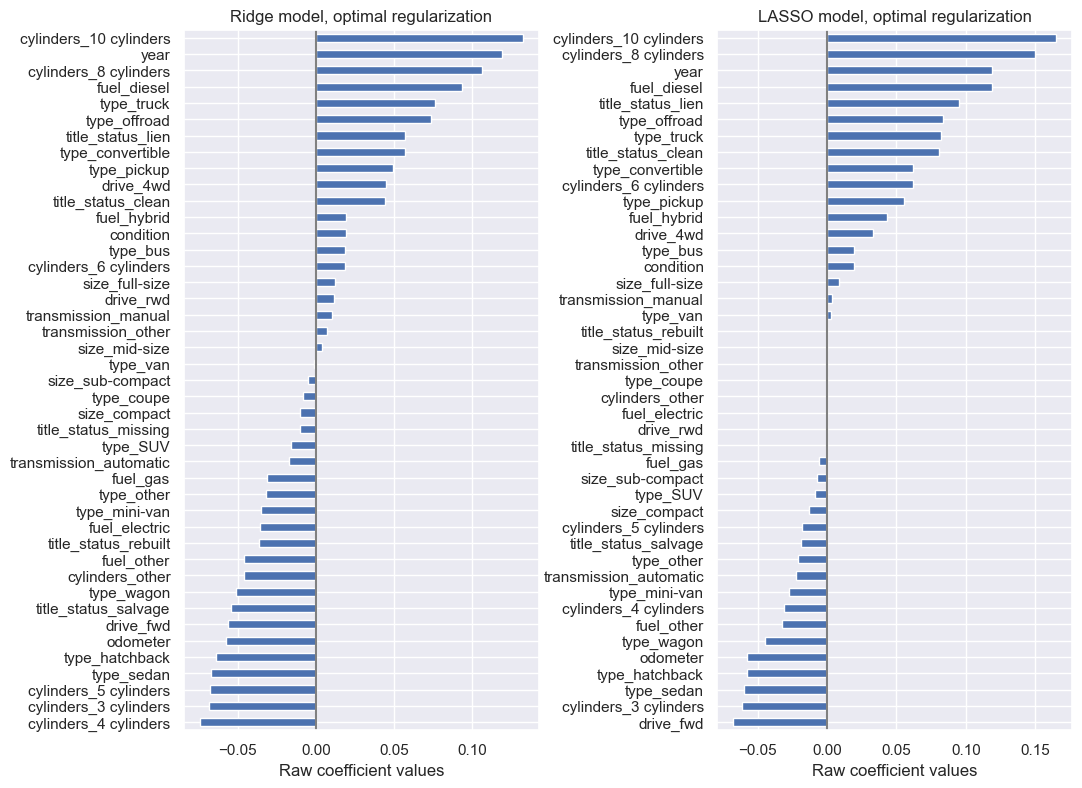 Ridge model, optimal regularization
cylinders_10 cylinders
year
cylinders_8 cylinders
fuel_diesel
type_truck
type_offroad
title_status_lien
type_convertible
type_pickup
drive_4wd
title_status_clean
fuel_hybrid
condition
type_bus
cylinders_6 cylinders
size_full-size
drive_rwd
transmission_manual
transmission_other
size_mid-size
type_van
size_sub-compact
type_coupe
size_compact
title_status_missing
type_SUV
transmission_automatic
fuel_gas
type_other
type_mini-van
fuel_electric
title_status_rebuilt
fuel_other
cylinders_other
type_wagon
title_status_salvage
drive_fwd
odometer
type_hatchback
type_sedan
cylinders_5 cylinders
cylinders_3 cylinders
cylinders_4 cylinders
−0.05 0.00 0.05 0.10
Raw coefficient values
LASSO model, optimal regularization
cylinders_10 cylinders
cylinders_8 cylinders
year
fuel_diesel
title_status_lien
type_offroad
type_truck
title_status_clean
type_convertible
cylinders_6 cylinders
type_pickup
fuel_hybrid
drive_4wd
type_bus
condition
size_full-size
transmission_manual
type_van
title_status_rebuilt
size_mid-size
transmission_other
type_coupe
cylinders_other
fuel_electric
drive_rwd
title_status_missing
fuel_gas
size_sub-compact
type_SUV
size_compact
cylinders_5 cylinders
title_status_salvage
type_other
transmission_automatic
type_mini-van
cylinders_4 cylinders
fuel_other
type_wagon
odometer
type_hatchback
type_sedan
cylinders_3 cylinders
drive_fwd
−0.05 0.00 0.05 0.10 0.15
Raw coefficient values